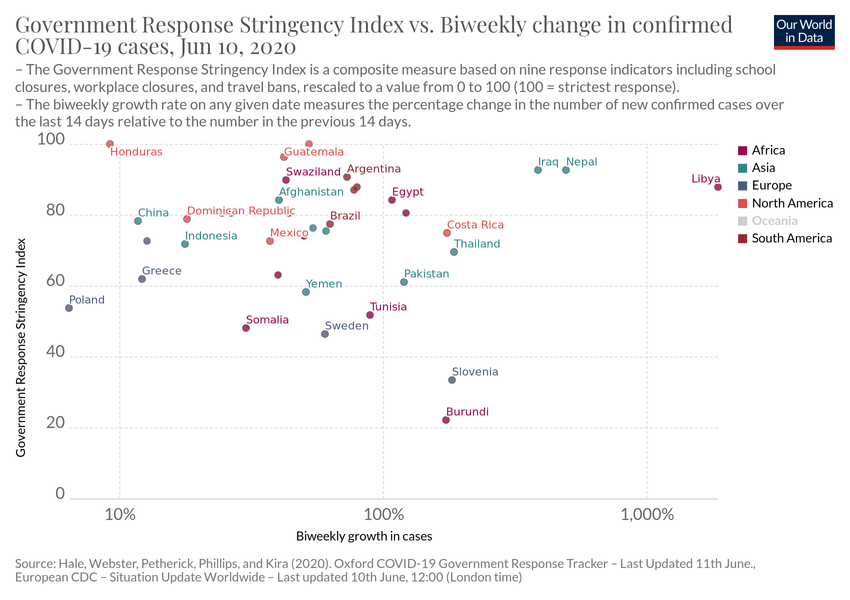 Government Response Stringency Index vs. Biweekly change in confirmed
COVID-19 cases, Jun 10, 2020
Our World
in Data
– The Government Response Stringency Index is a composite measure based on nine response indicators including school
closures, workplace closures, and travel bans, rescaled to a value from 0 to 100 (100 = strictest response).
– The biweekly growth rate on any given date measures the percentage change in the number of new confirmed cases over
the last 14 days relative to the number in the previous 14 days.
100
80
60
40
20
0
Government Response Stringency Index
Honduras
Guatemala
Swaziland
Argentina
Iraq
Nepal
Libya
Afghanistan
Egypt
China
Dominican Republic
Brazil
Costa Rica
Indonesia
Mexico
Thailand
Greece
Pakistan
Yemen
Poland
Tunisia
Somalia
Sweden
Slovenia
Burundi
10%
100%
1,000%
Biweekly growth in cases
Africa
Asia
Europe
North America
Oceania
South America
Source: Hale, Webster, Petherick, Phillips, and Kira (2020). Oxford COVID-19 Government Response Tracker – Last Updated 11th June.,
European CDC – Situation Update Worldwide – Last updated 10th June, 12:00 (London time)